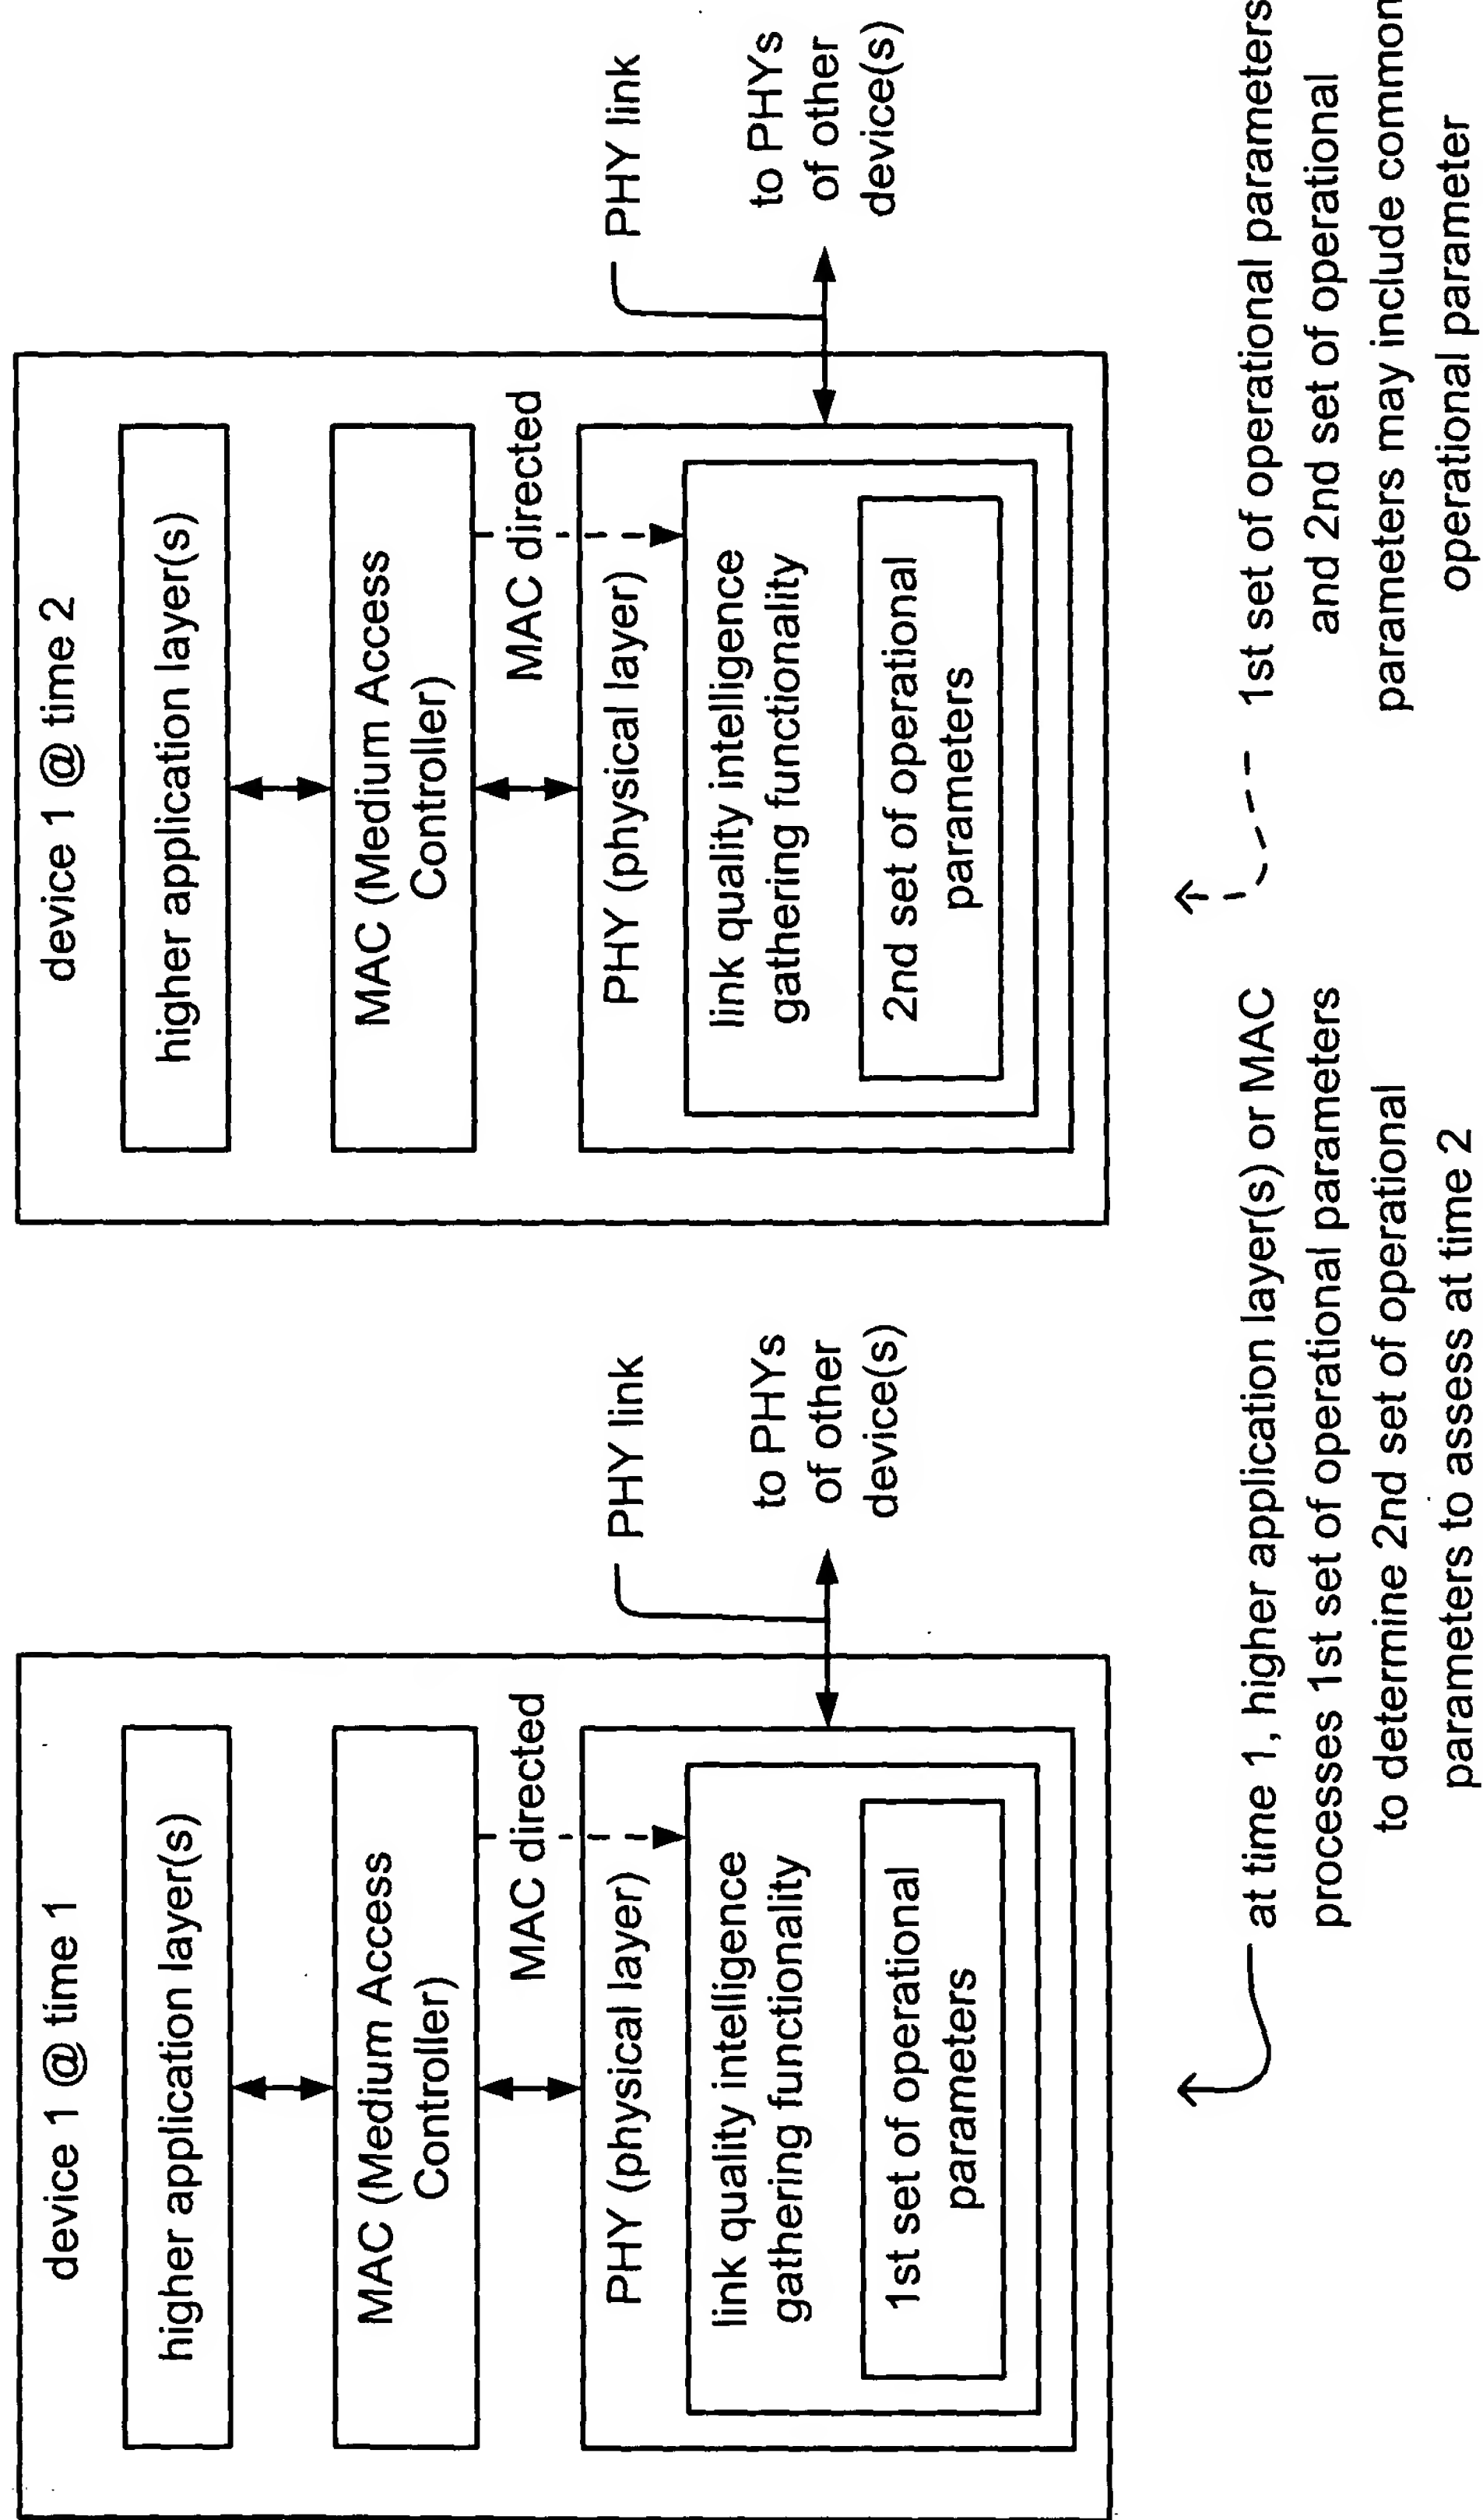 device 1 @ time 1
higher application layer(s)
MAC (Medium Access
Controller)
MAC directed
PHY (physical layer)
link quality intelligence
gathering functionality
1st set of operational
parameters
PHY link
to PHYs
of other
device(s)
at time 1, higher application layer(s) or MAC
processes 1st set of operational parameters
to determine 2nd set of operational
parameters to assess at time 2
device 1 @ time 2
higher application layer(s)
MAC (Medium Access
Controller)
MAC directed
PHY (physical layer)
link quality intelligence
gathering functionality
2nd set of operational
parameters
PHY link
to PHYs
of other
device(s)
1st set of operational parameters
and 2nd set of operational
parameters may include common
operational parameter